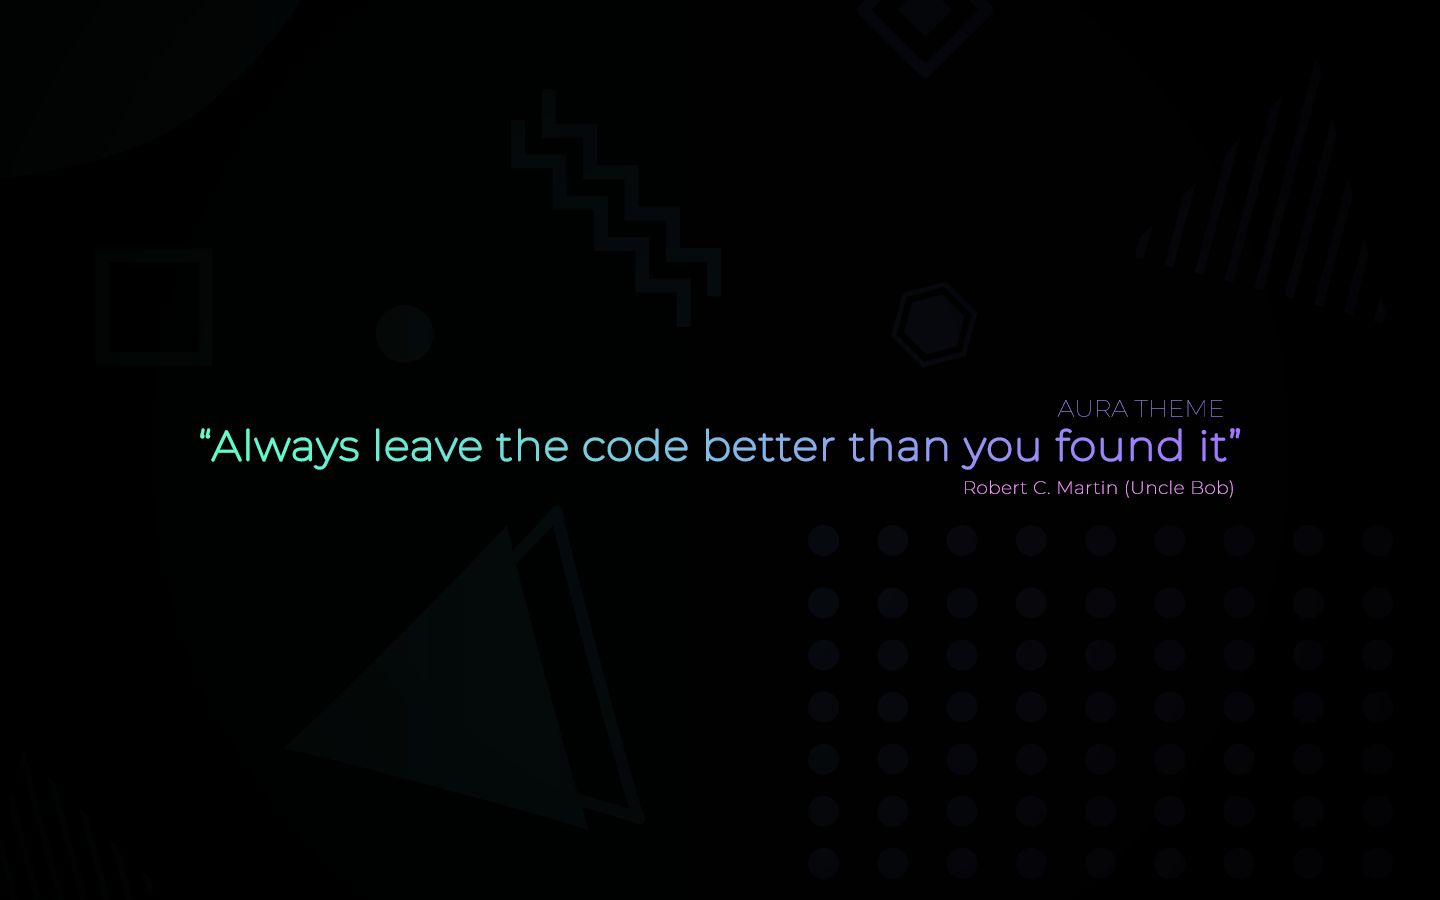 AURA THEME
“Always leave the code better than you found it”
Robert C. Martin (Uncle Bob)